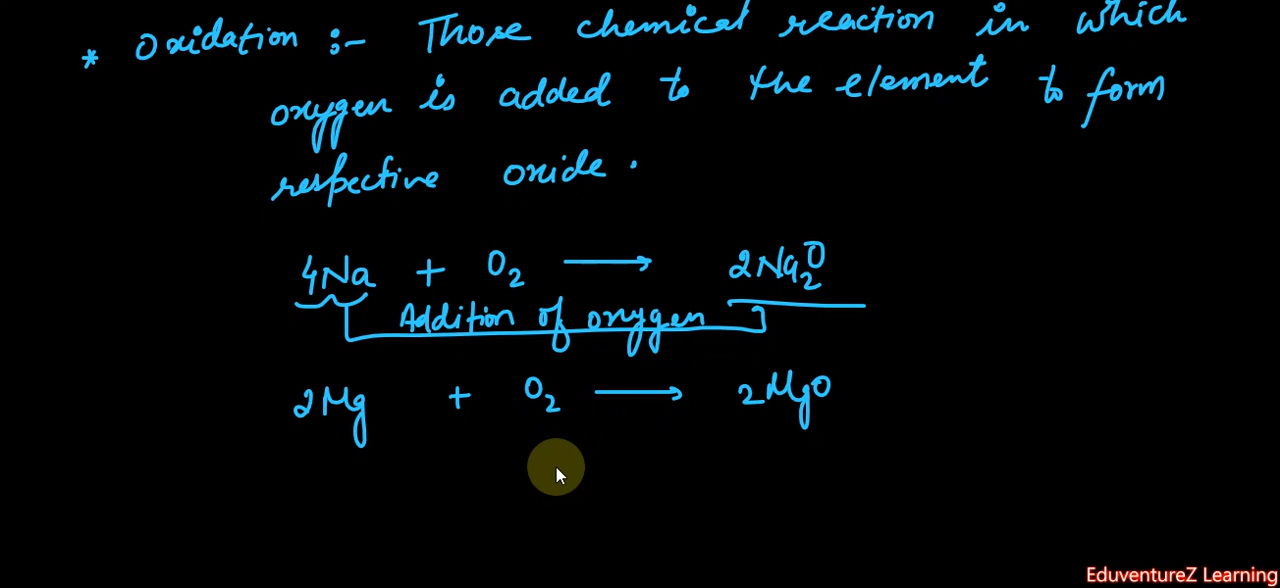 * Oxidation :- Those chemical reaction in which
oxygen is added to the element to form
respective oxide.
4Na + O₂ → 2Na₂O
Addition of oxygen
2Mg + O₂ → 2MgO
EduventureZ Learning